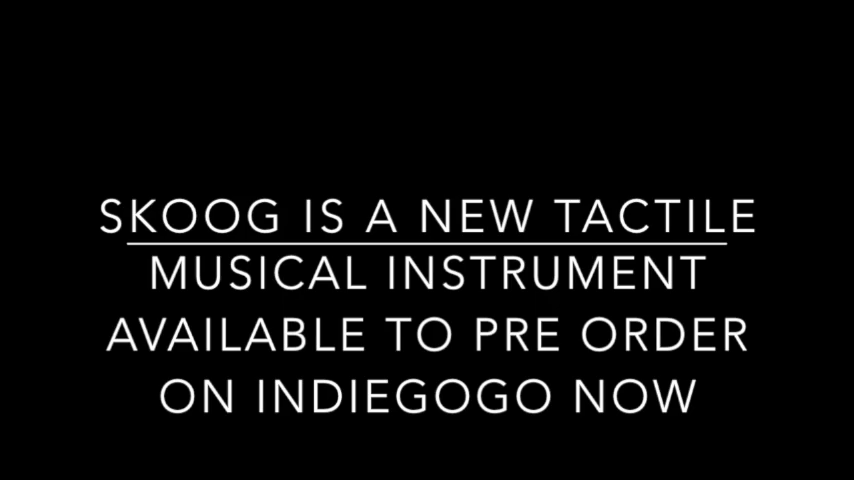 SKOOG IS A NEW TACTILE
MUSICAL INSTRUMENT
AVAILABLE TO PRE ORDER
ON INDIEGOGO NOW